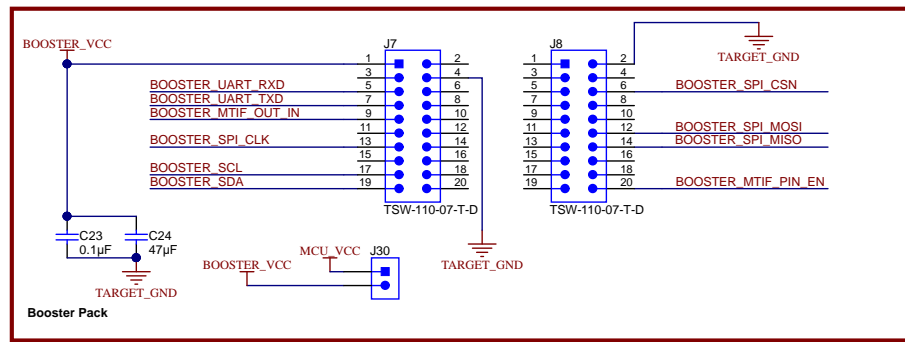 BOOSTER_VCC
J7
J8
TARGET_GND
1 2
3 4
BOOSTER_UART_RXD 5 6
BOOSTER_UART_TXD 7 8
BOOSTER_MTIF_OUT_IN 9 10
11 12
BOOSTER_SPI_CLK 13 14
15 16
BOOSTER_SCL 17 18
BOOSTER_SDA 19 20
TSW-110-07-T-D
TARGET_GND
1 2
3 4
5 6 BOOSTER_SPI_CSN
7 8
9 10
11 12 BOOSTER_SPI_MOSI
13 14 BOOSTER_SPI_MISO
15 16
17 18
19 20 BOOSTER_MTIF_PIN_EN
TSW-110-07-T-D
C23
0.1µF
C24
47µF
TARGET_GND
MCU_VCC
J30
BOOSTER_VCC
Booster Pack